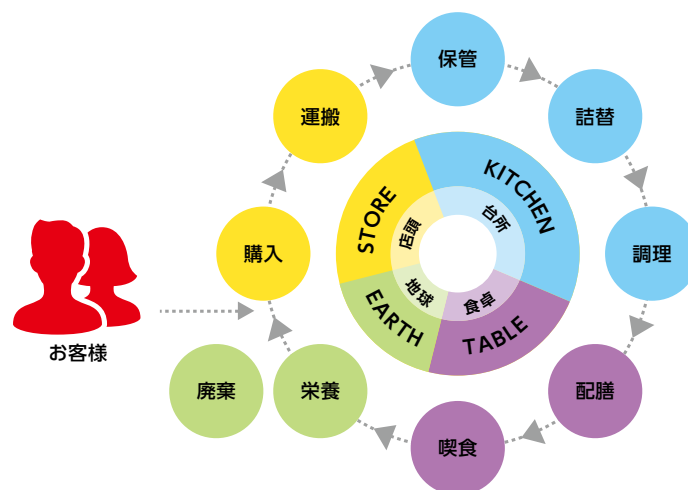 保管
運搬
詰替
購入
調理
配膳
喫食
栄養
廃棄
お客様
STORE
店頭
KITCHEN
台所
TABLE
食卓
EARTH
地球